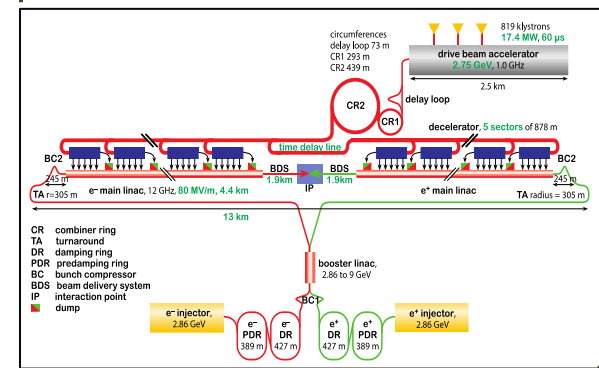 819 klystrons
17.4 MW, 60 µs
circumferences
delay loop 73 m
CR1 293 m
CR2 439 m
drive beam accelerator
2.75 GeV, 1.0 GHz
2.5 km
delay loop
CR2
CR1
decelerator, 5 sectors of 878 m
time delay line
BC2
245 m
TA r=305 m
e– main linac, 12 GHz, 80 MV/m, 4.4 km
BDS
1.9km
IP
BDS
1.9km
e+ main linac
BC2
245 m
TA radius = 305 m
13 km
CR combiner ring
TA turnaround
DR damping ring
PDR predamping ring
BC bunch compressor
BDS beam delivery system
IP interaction point
dump
booster linac,
2.86 to 9 GeV
BC1
e– injector,
2.86 GeV
e–
PDR
389 m
e–
DR
427 m
e+
DR
427 m
e+
PDR
389 m
e+ injector,
2.86 GeV